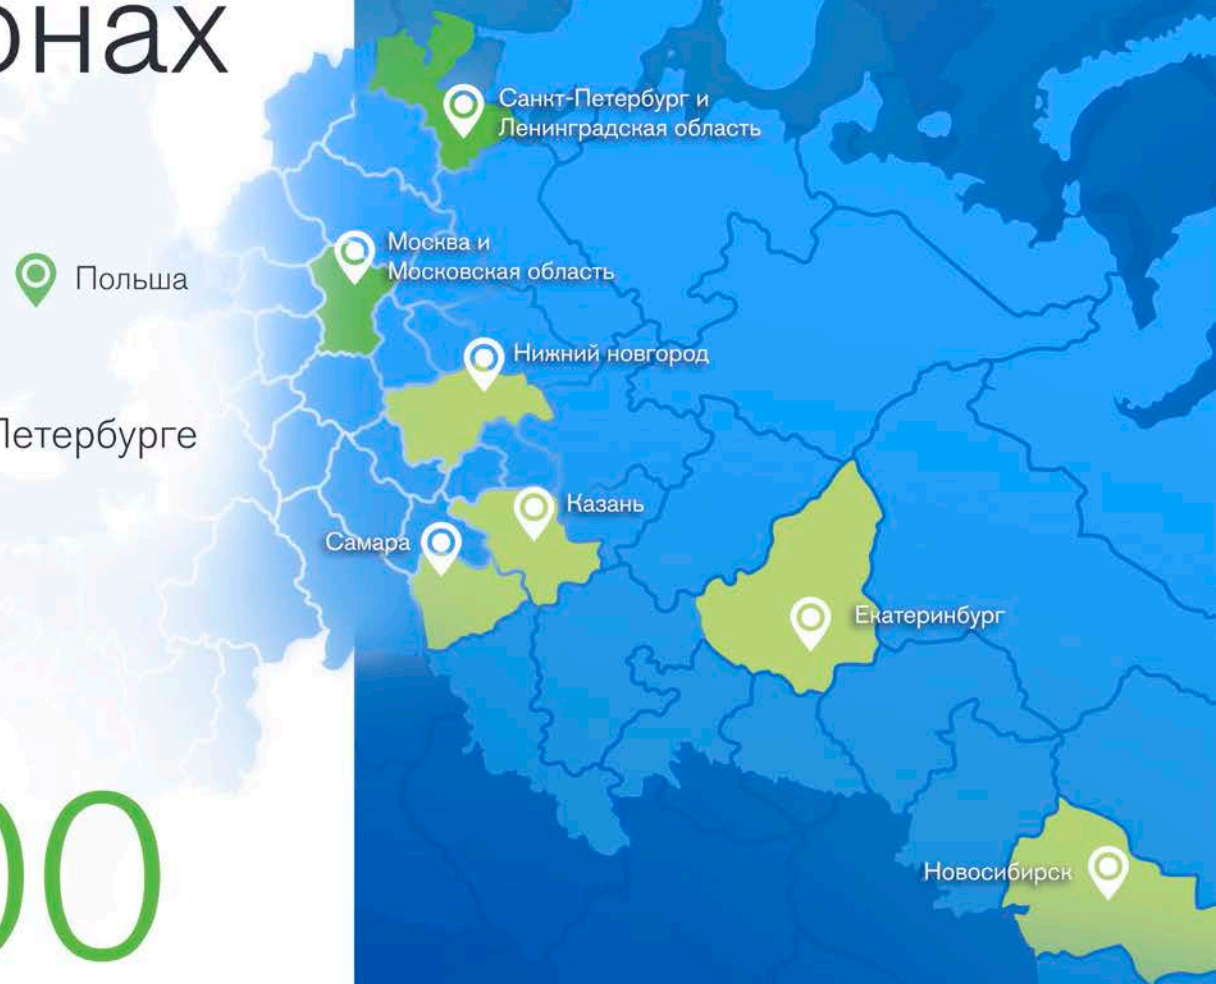 онах
Санкт-Петербург и
Ленинградская область
Москва и
Московская область
Польша
Нижний новгород
Петербурге
Казань
Самара
Екатеринбург
00
Новосибирск